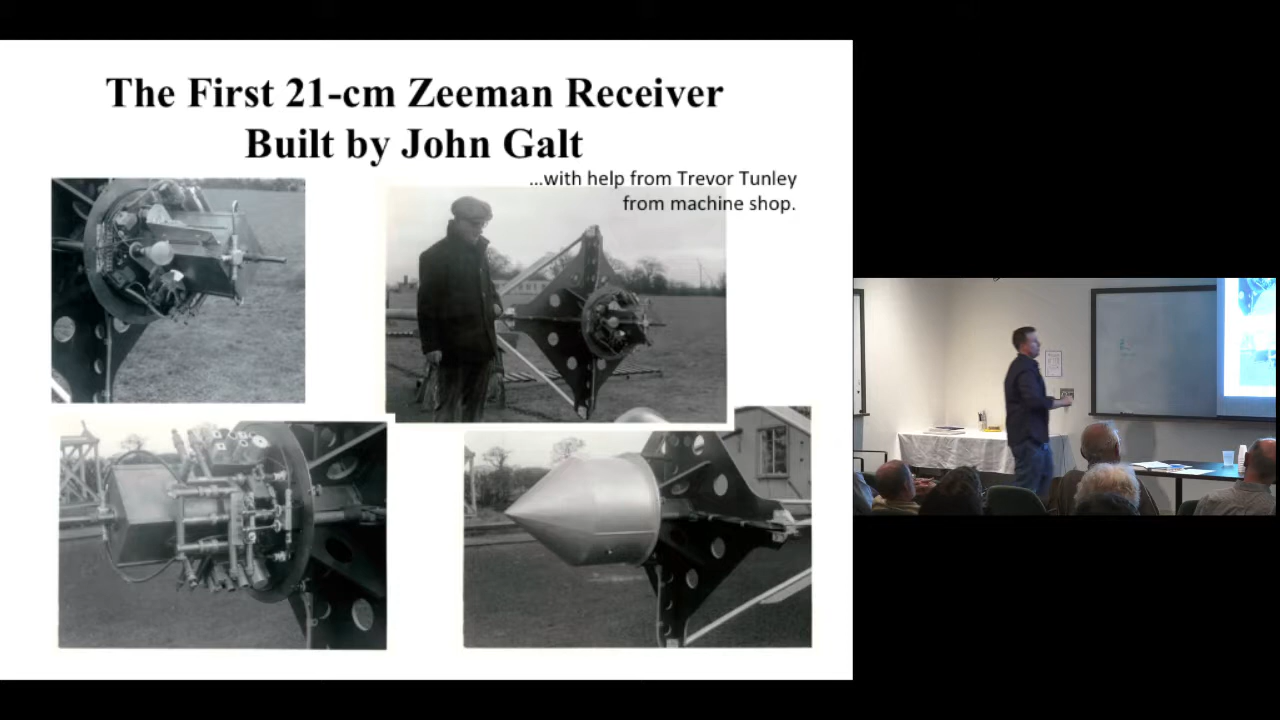 The First 21-cm Zeeman Receiver
Built by John Galt
...with help from Trevor Tunley
from machine shop.